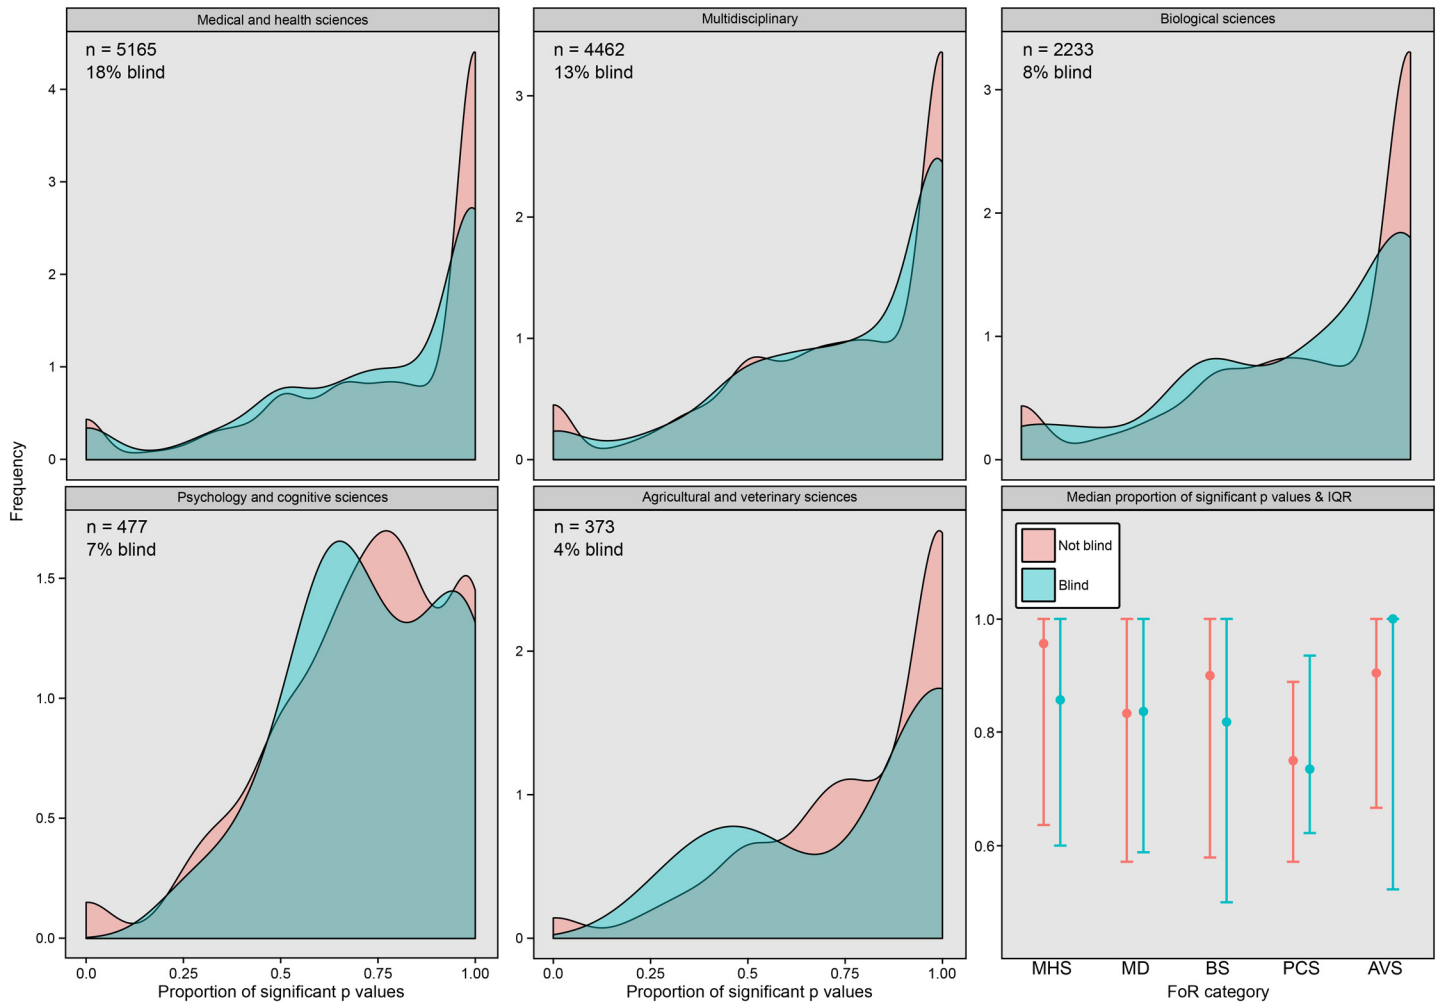 Medical and health sciences
n = 5165
18% blind
4
3
2
1
0
Multidisciplinary
n = 4462
13% blind
3
2
1
0
Biological sciences
n = 2233
8% blind
3
2
1
0
Frequency
Psychology and cognitive sciences
n = 477
7% blind
1.5
1.0
0.5
0.0
0.0 0.25 0.5 0.75 1.00
Proportion of significant p values
Agricultural and veterinary sciences
n = 373
4% blind
2
1
0
0.0 0.25 0.5 0.75 1.00
Proportion of significant p values
Median proportion of significant p values & IQR
Not blind
Blind
1.0
0.8
0.6
MHS MD BS PCS AVS
FoR category